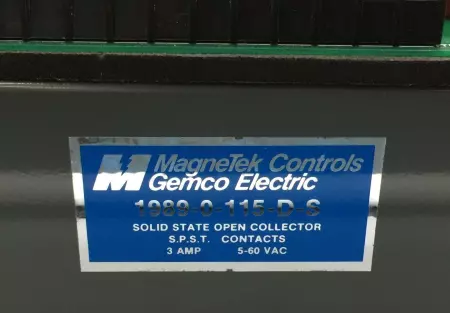 MagneTek Controls
Gemco Electric
1989-0-115-D-S
SOLID STATE OPEN COLLECTOR
S.P.S.T. CONTACTS
3 AMP 5-60 VAC